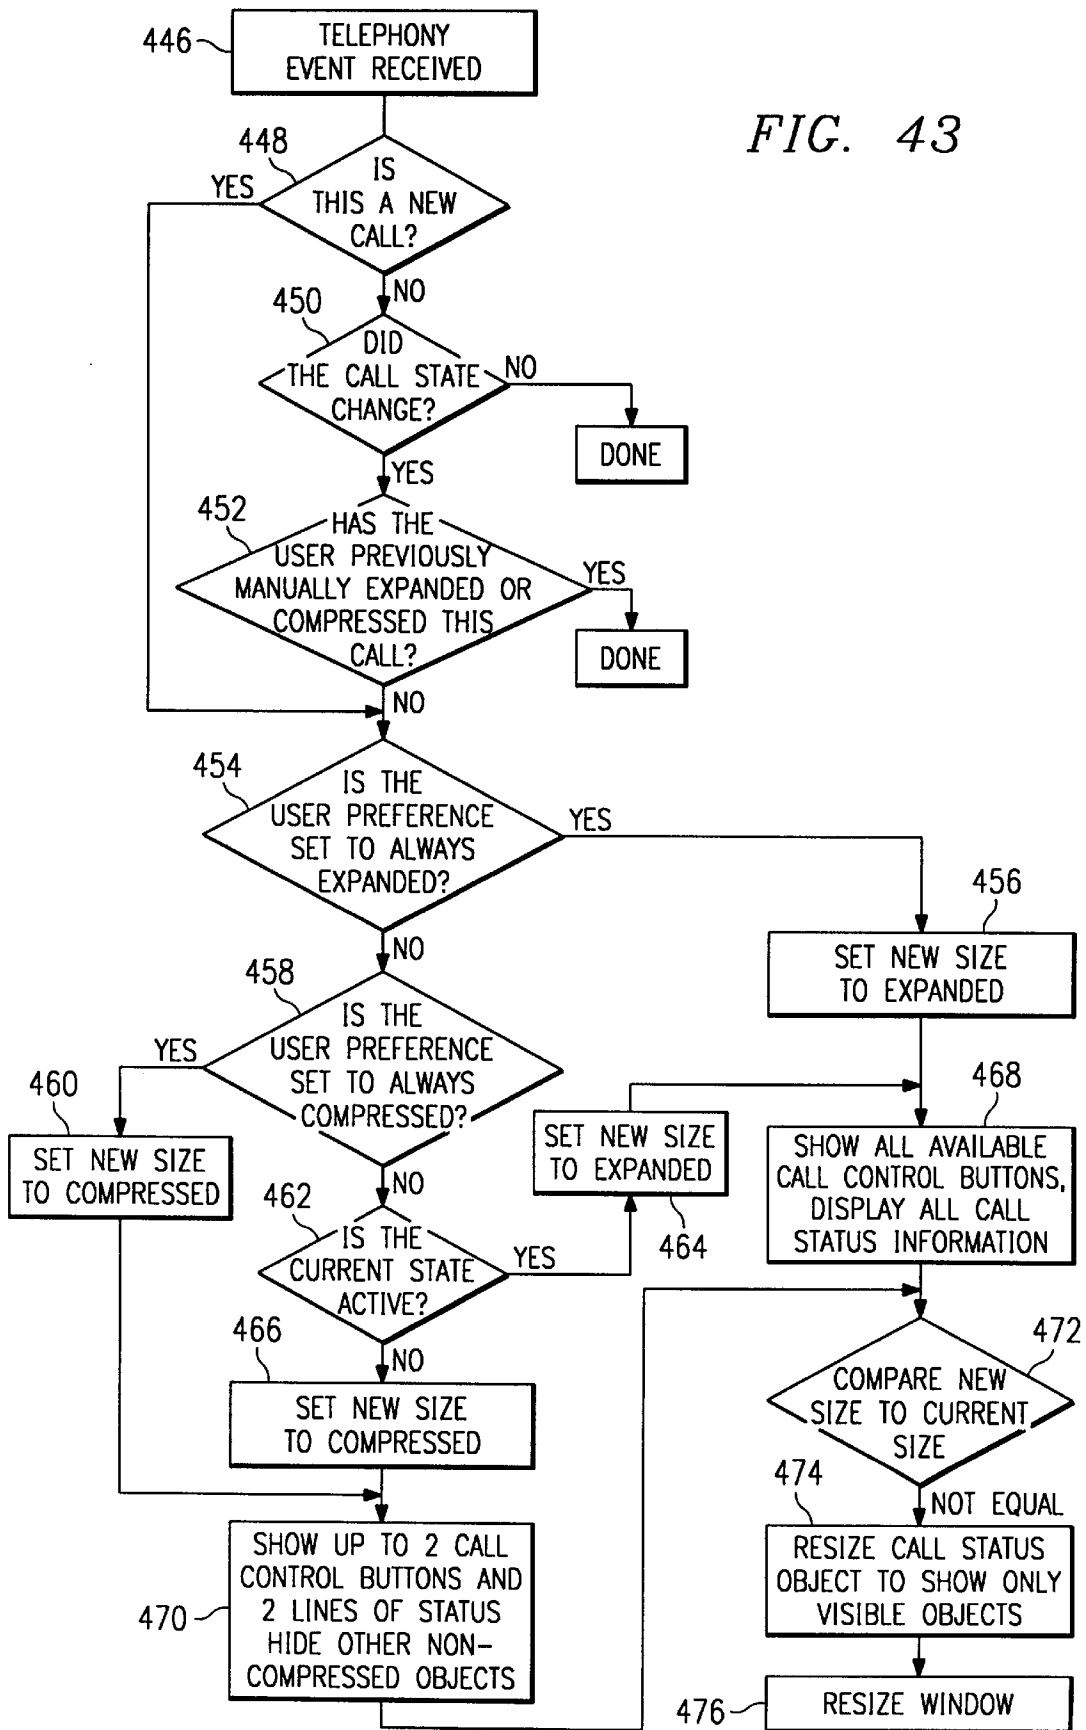 446
TELEPHONY
EVENT RECEIVED
FIG. 43
448
YES
IS
THIS A NEW
CALL?
NO
450
DID
THE CALL STATE
CHANGE?
NO
DONE
YES
452
HAS THE
USER PREVIOUSLY
MANUALLY EXPANDED OR
COMPRESSED THIS
CALL?
YES
DONE
NO
454
IS THE
USER PREFERENCE
SET TO ALWAYS
EXPANDED?
YES
456
SET NEW SIZE
TO EXPANDED
NO
458
IS THE
USER PREFERENCE
SET TO ALWAYS
COMPRESSED?
YES
460
SET NEW SIZE
TO COMPRESSED
NO
462
IS THE
CURRENT STATE
ACTIVE?
YES
SET NEW SIZE
TO EXPANDED
464
468
SHOW ALL AVAILABLE
CALL CONTROL BUTTONS,
DISPLAY ALL CALL
STATUS INFORMATION
NO
466
SET NEW SIZE
TO COMPRESSED
472
COMPARE NEW
SIZE TO CURRENT
SIZE
NOT EQUAL
470
SHOW UP TO 2 CALL
CONTROL BUTTONS AND
2 LINES OF STATUS
HIDE OTHER NON-
COMPRESSED OBJECTS
474
RESIZE CALL STATUS
OBJECT TO SHOW ONLY
VISIBLE OBJECTS
476
RESIZE WINDOW